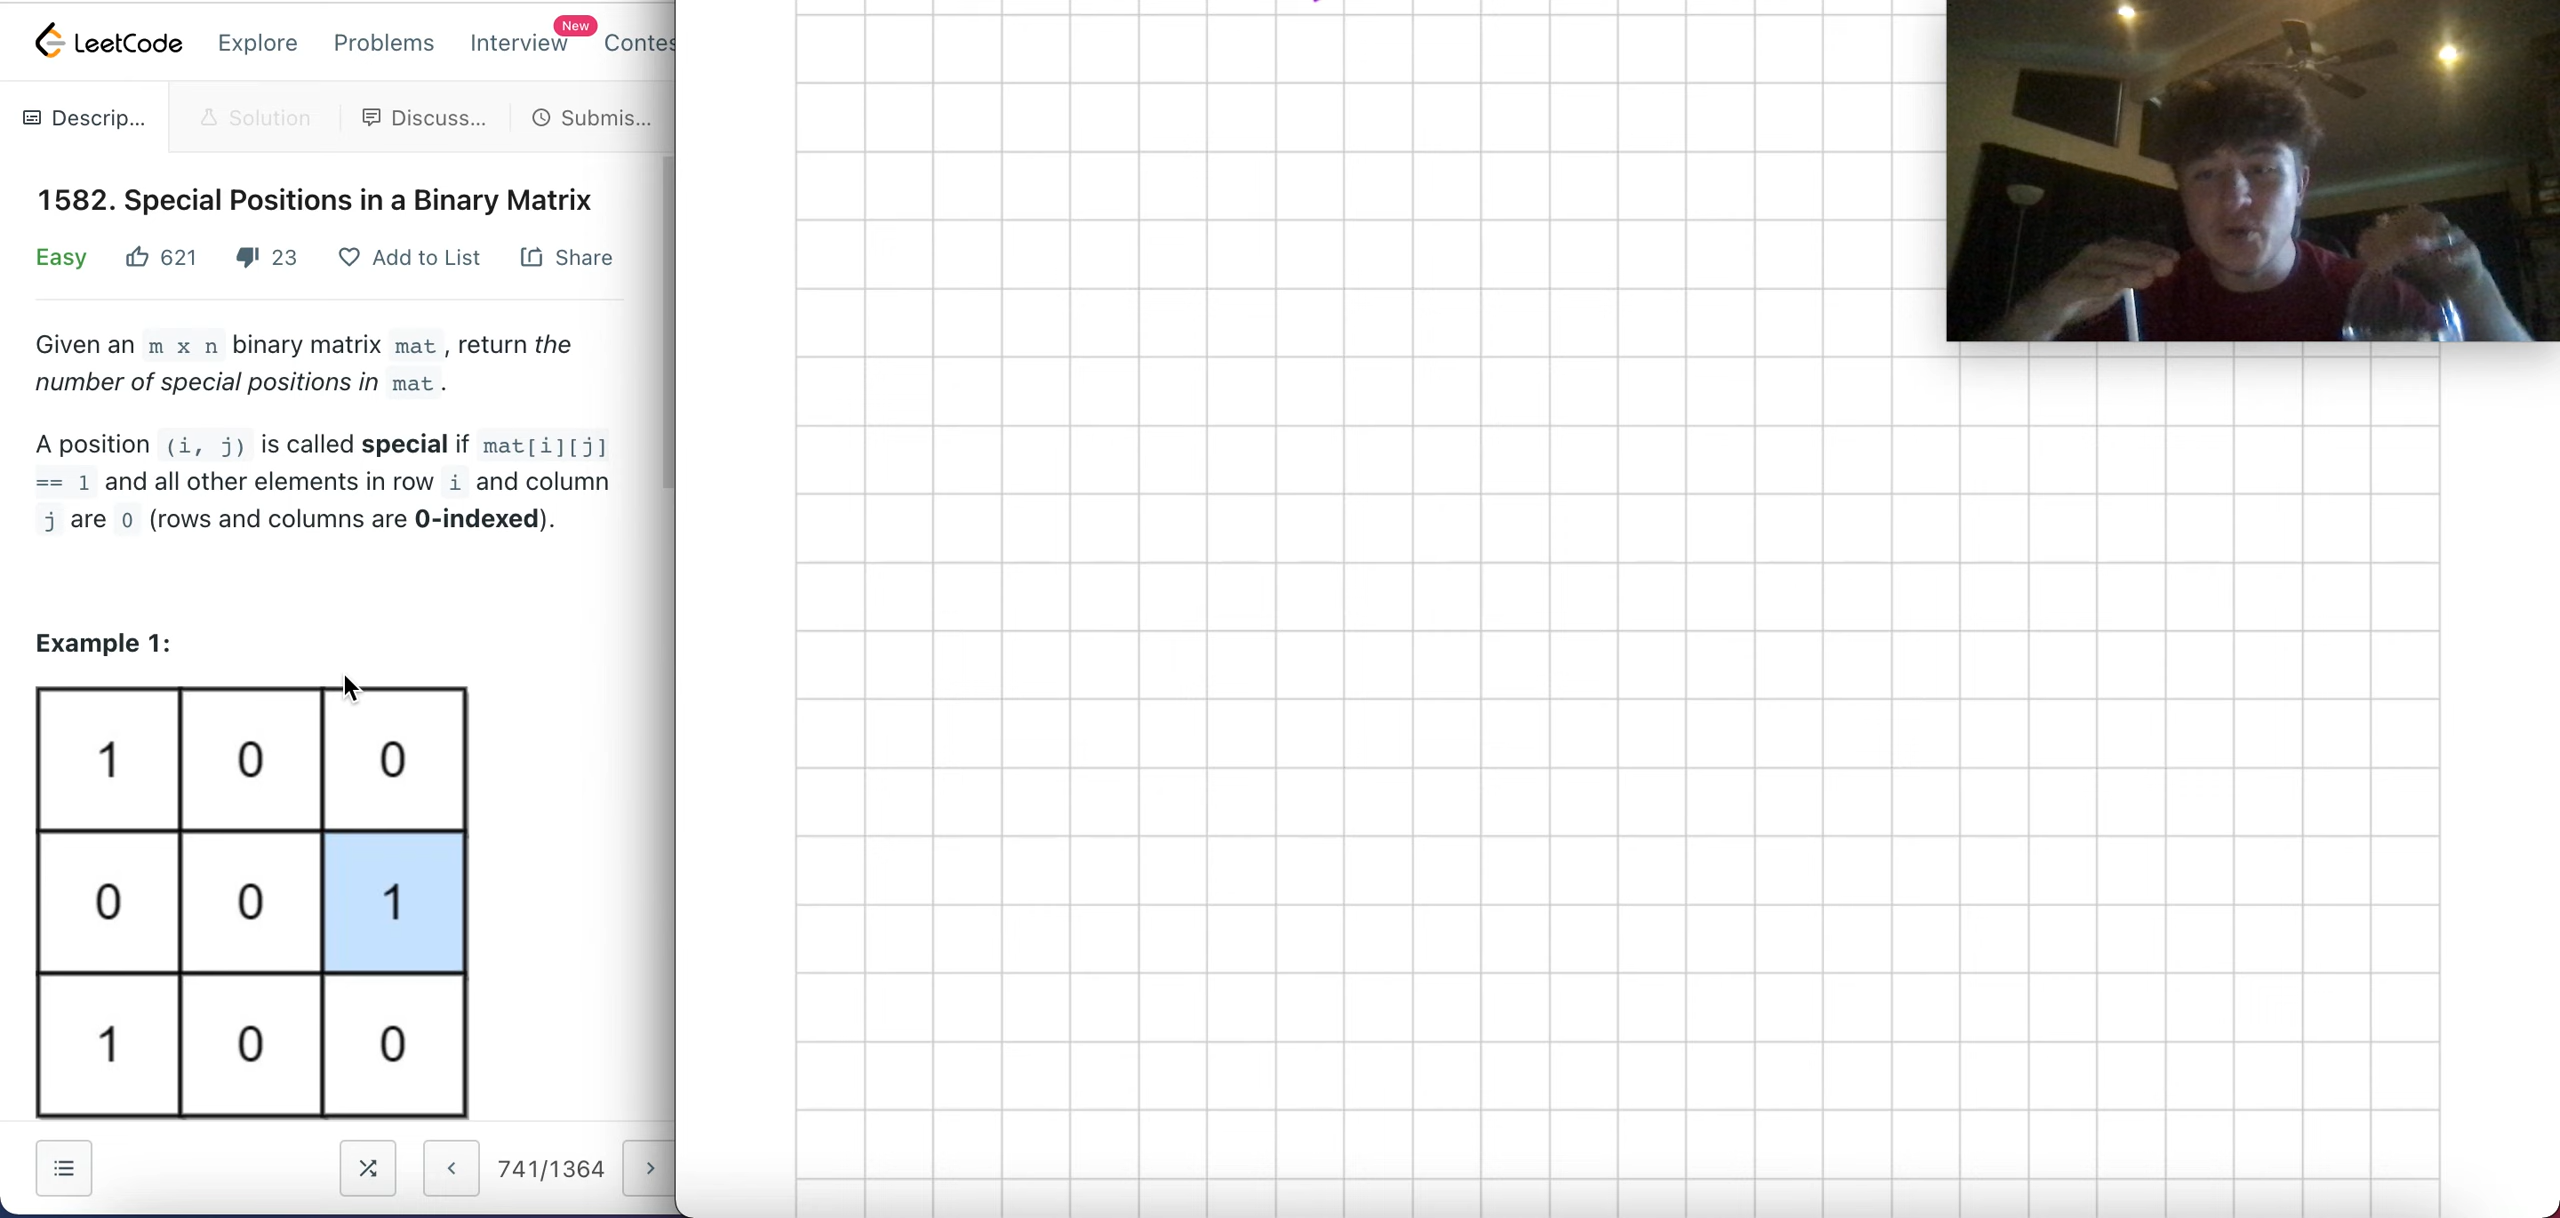 LeetCode Explore Problems Interview New Contes
Descrip... Solution Discuss... Submis...
1582. Special Positions in a Binary Matrix
Easy 621 23 Add to List Share
Given an m x n binary matrix mat , return the
number of special positions in mat .
A position (i, j) is called special if mat[i][j]
== 1 and all other elements in row i and column
j are 0 (rows and columns are 0-indexed).
Example 1:
1 0 0
0 0 1
1 0 0
741/1364